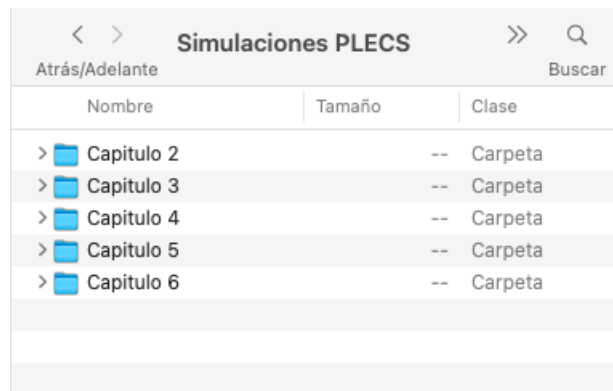 Simulaciones PLECS
Atrás/Adelante Buscar
Nombre Tamaño Clase
Capitulo 2 -- Carpeta
Capitulo 3 -- Carpeta
Capitulo 4 -- Carpeta
Capitulo 5 -- Carpeta
Capitulo 6 -- Carpeta